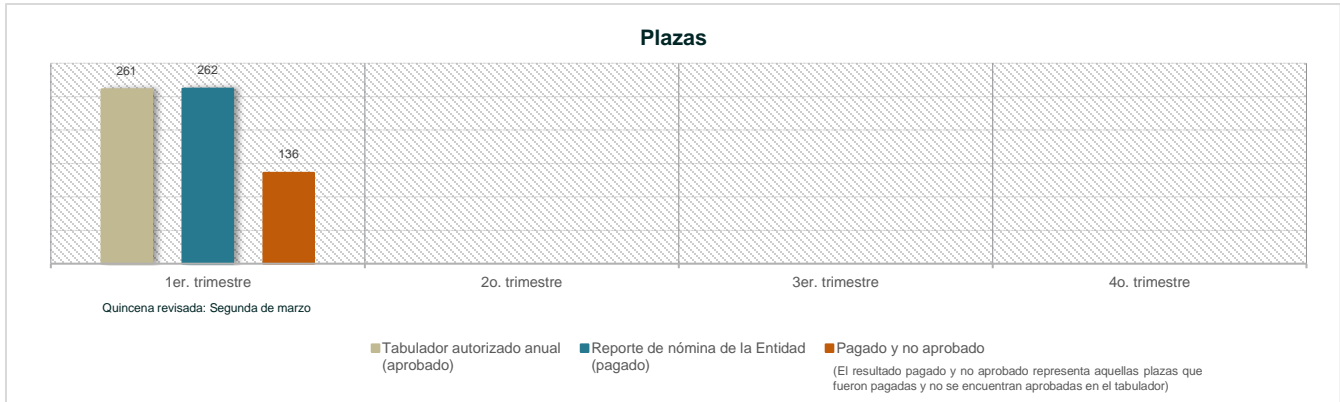 Plazas
261
262
136
1er. trimestre
2o. trimestre
3er. trimestre
4o. trimestre
Quincena revisada: Segunda de marzo
Tabulador autorizado anual
(aprobado)
Reporte de nómina de la Entidad
(pagado)
Pagado y no aprobado
(El resultado pagado y no aprobado representa aquellas plazas que
fueron pagadas y no se encuentran aprobadas en el tabulador)